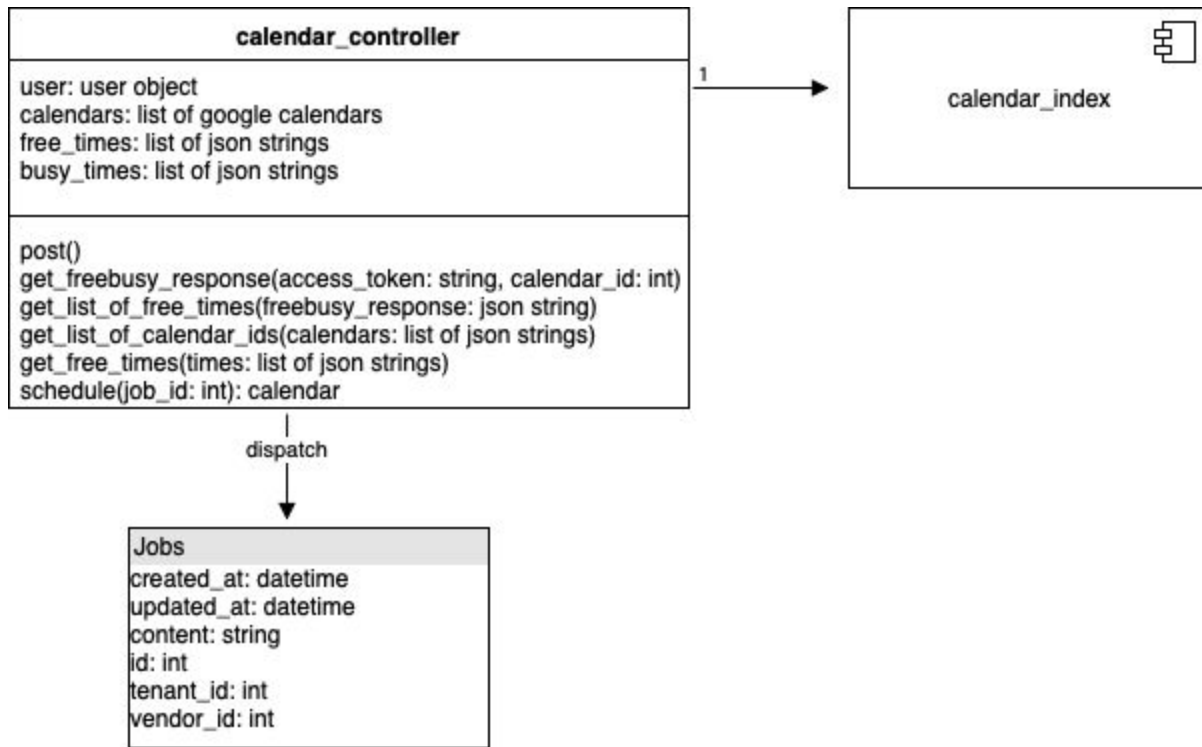 calendar_controller
user: user object
calendars: list of google calendars
free_times: list of json strings
busy_times: list of json strings
post()
get_freebusy_response(access_token: string, calendar_id: int)
get_list_of_free_times(freebusy_response: json string)
get_list_of_calendar_ids(calendars: list of json strings)
get_free_times(times: list of json strings)
schedule(job_id: int): calendar
1
calendar_index
dispatch
Jobs
created_at: datetime
updated_at: datetime
content: string
id: int
tenant_id: int
vendor_id: int